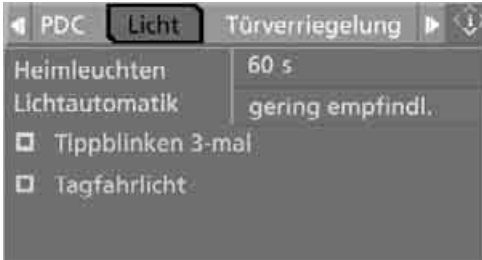 PDC Licht Türverriegelung
Heimleuchten 60 s
Lichtautomatik gering empfindl.
Tippblinken 3-mal
Tagfahrlicht